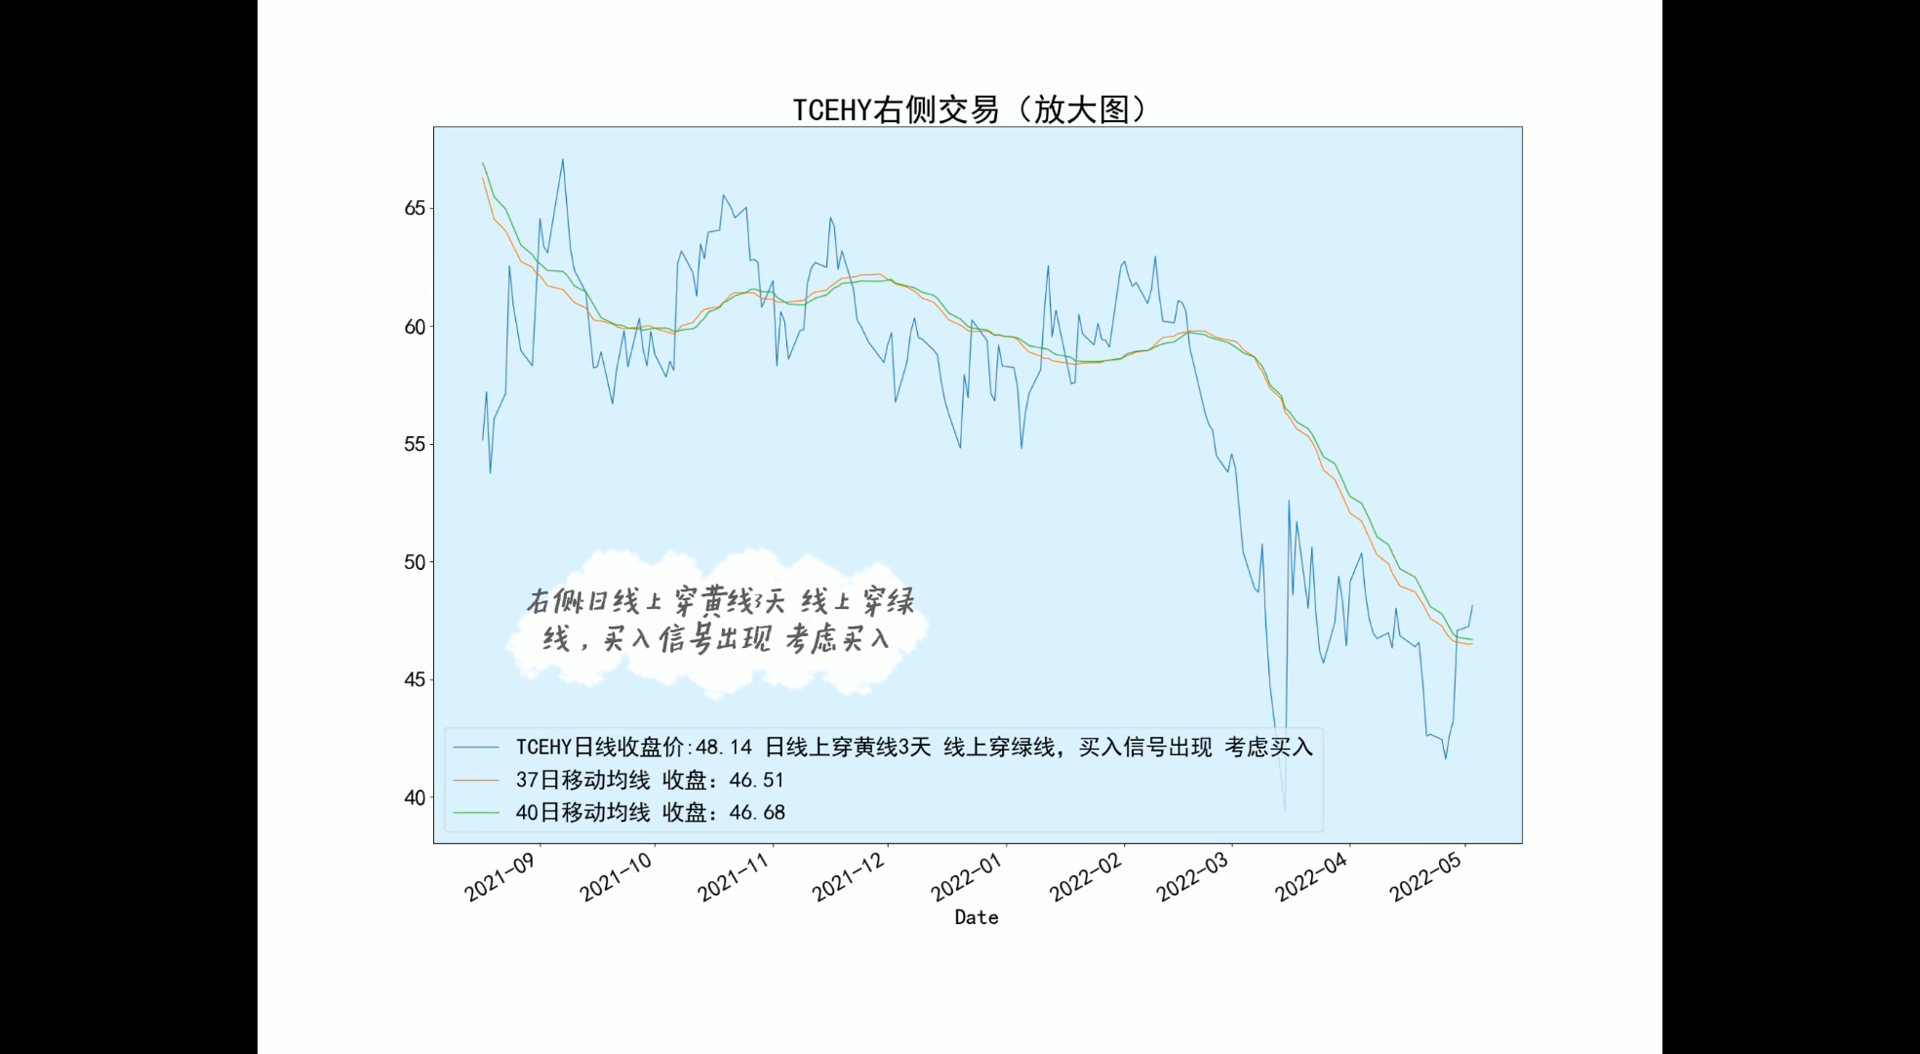 TCEHY右侧交易（放大图）
65
60
55
50
45
40
右侧日线上穿黄线3天 线上穿绿
线，买入信号出现 考虑买入
TCEHY日线收盘价:48.14 日线上穿黄线3天 线上穿绿线，买入信号出现 考虑买入
37日移动均线 收盘：46.51
40日移动均线 收盘：46.68
2021-09
2021-10
2021-11
2021-12
2022-01
2022-02
2022-03
2022-04
2022-05
Date